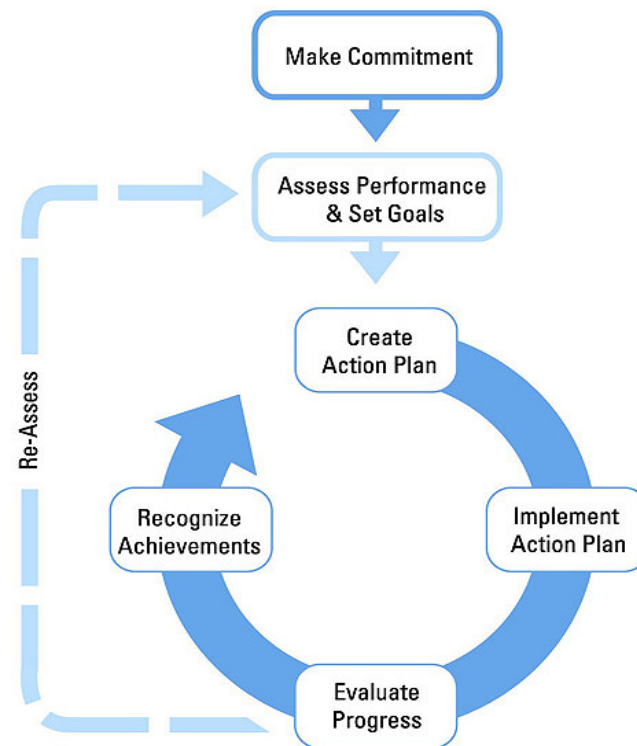 Make Commitment
Assess Performance
& Set Goals
Create
Action Plan
Re-Assess
Recognize
Achievements
Implement
Action Plan
Evaluate
Progress